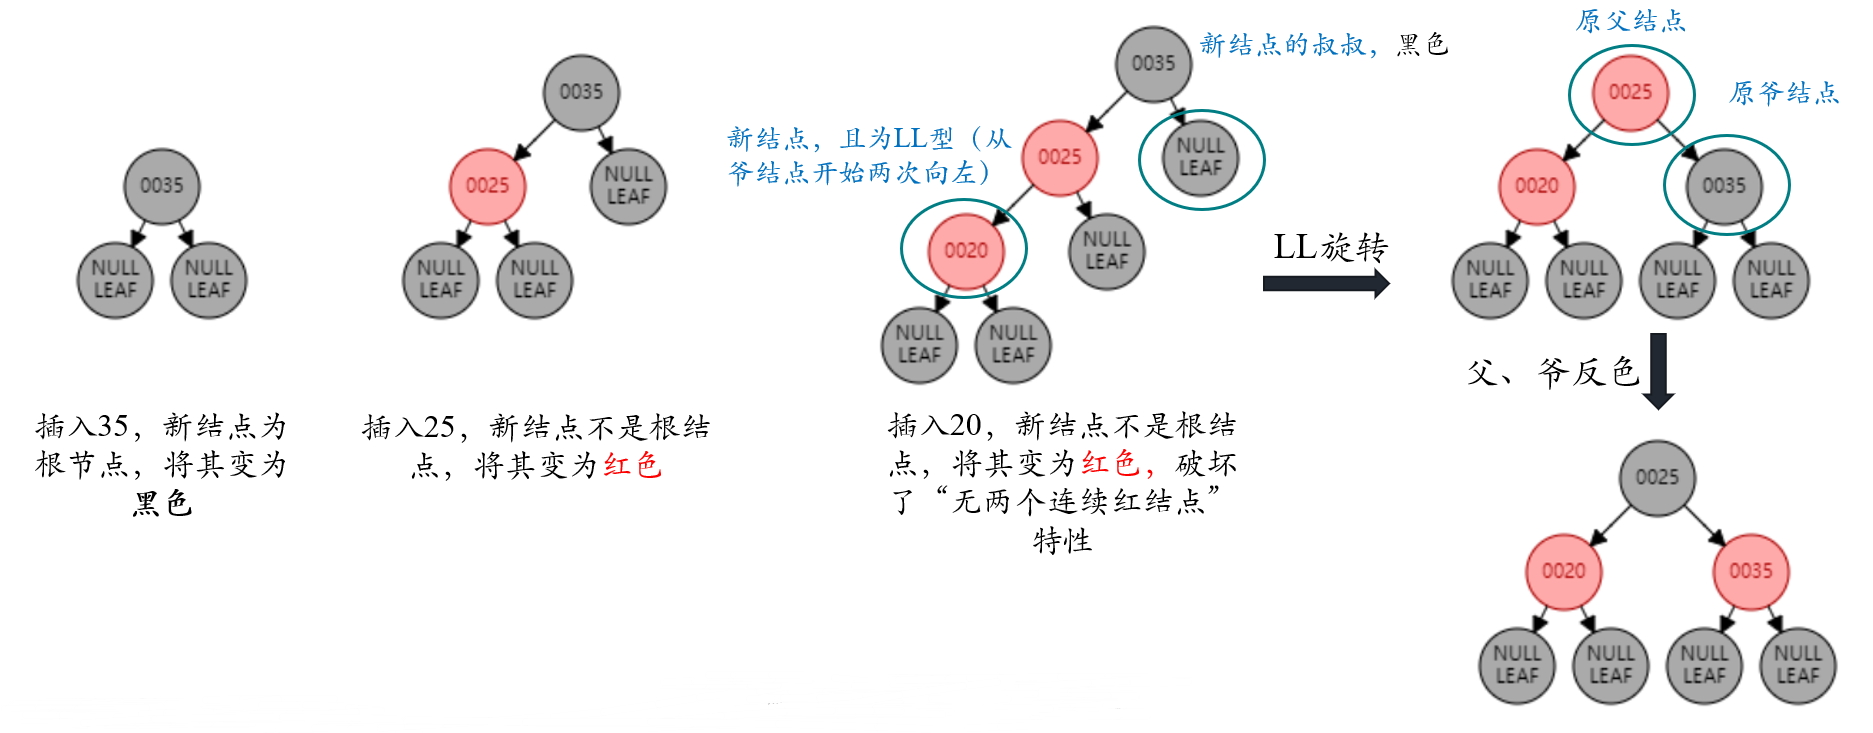 0035
NULL
LEAF
NULL
LEAF
插入35，新结点为
根节点，将其变为
黑色
0035
0025
NULL
LEAF
NULL
LEAF
NULL
LEAF
插入25，新结点不是根结
点，将其变为红色
新结点的叔叔，黑色
0035
新结点，且为LL型（从
爷结点开始两次向左）
0025
NULL
LEAF
0020
NULL
LEAF
NULL
LEAF
NULL
LEAF
插入20，新结点不是根结
点，将其变为红色，破坏
了“无两个连续红结点”
特性
LL旋转
原父结点
0025
原爷结点
0020
0035
NULL
LEAF
NULL
LEAF
NULL
LEAF
NULL
LEAF
父、爷反色
0025
0020
0035
NULL
LEAF
NULL
LEAF
NULL
LEAF
NULL
LEAF